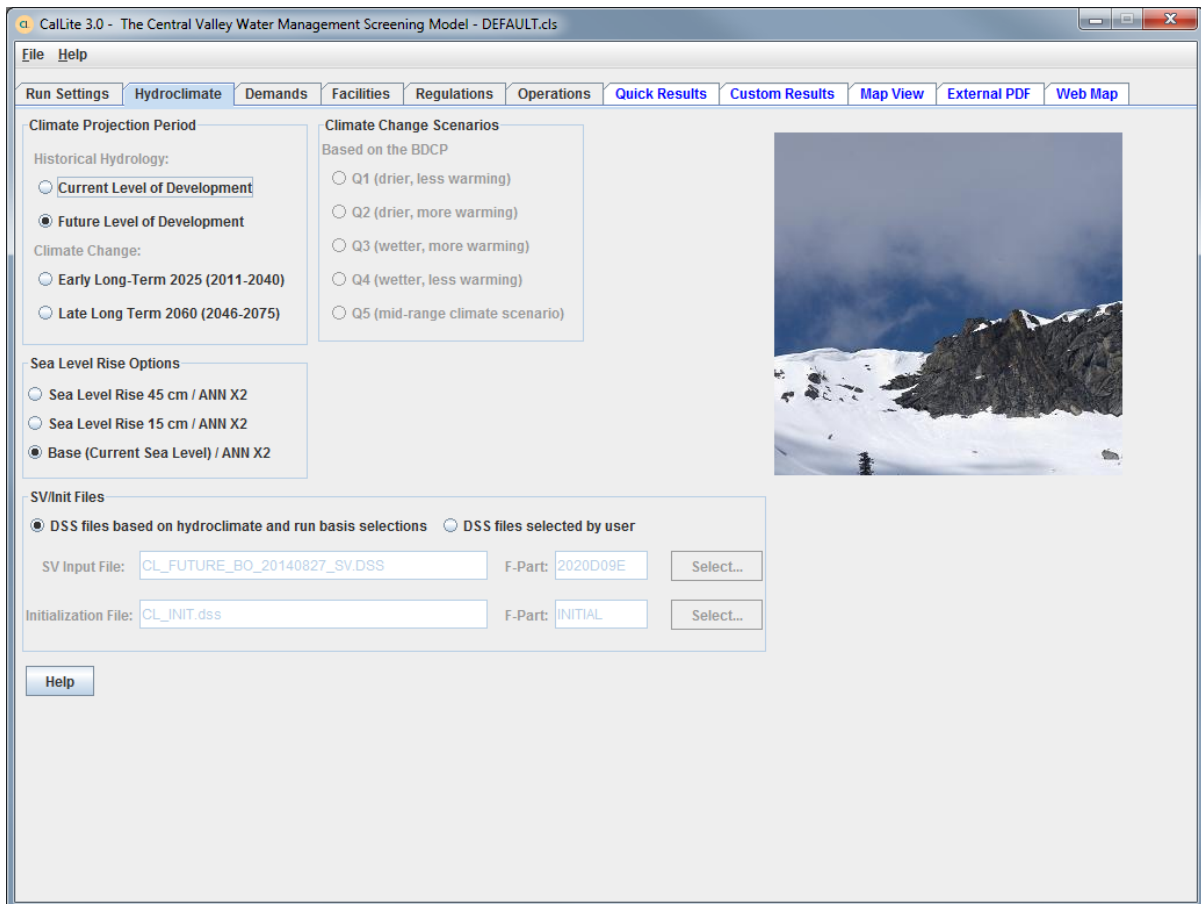 CalLite 3.0 - The Central Valley Water Management Screening Model - DEFAULT.cls
File Help
Run Settings Hydroclimate Demands Facilities Regulations Operations Quick Results Custom Results Map View External PDF Web Map
Climate Projection Period
Historical Hydrology:
Current Level of Development
Future Level of Development
Climate Change:
Early Long-Term 2025 (2011-2040)
Late Long Term 2060 (2046-2075)
Climate Change Scenarios
Based on the BDCP
Q1 (drier, less warming)
Q2 (drier, more warming)
Q3 (wetter, more warming)
Q4 (wetter, less warming)
Q5 (mid-range climate scenario)
Sea Level Rise Options
Sea Level Rise 45 cm / ANN X2
Sea Level Rise 15 cm / ANN X2
Base (Current Sea Level) / ANN X2
SV/Init Files
DSS files based on hydroclimate and run basis selections DSS files selected by user
SV Input File: CL_FUTURE_BO_20140827_SV.DSS F-Part: 2020D09E Select...
Initialization File: CL_INIT.dss F-Part: INITIAL Select...
Help